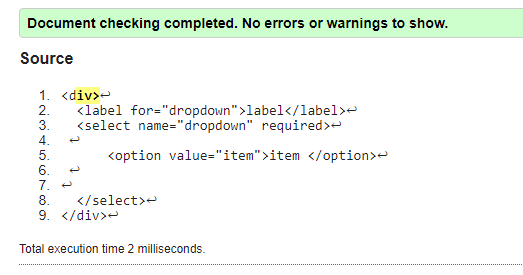 Document checking completed. No errors or warnings to show.
Source
1. <div>↩
2.   <label for="dropdown">label</label>↩
3.   <select name="dropdown" required>↩
4.  ↩
5.       <option value="item">item </option>↩
6.  ↩
7. ↩
8.   </select>↩
9. </div>↩
Total execution time 2 milliseconds.